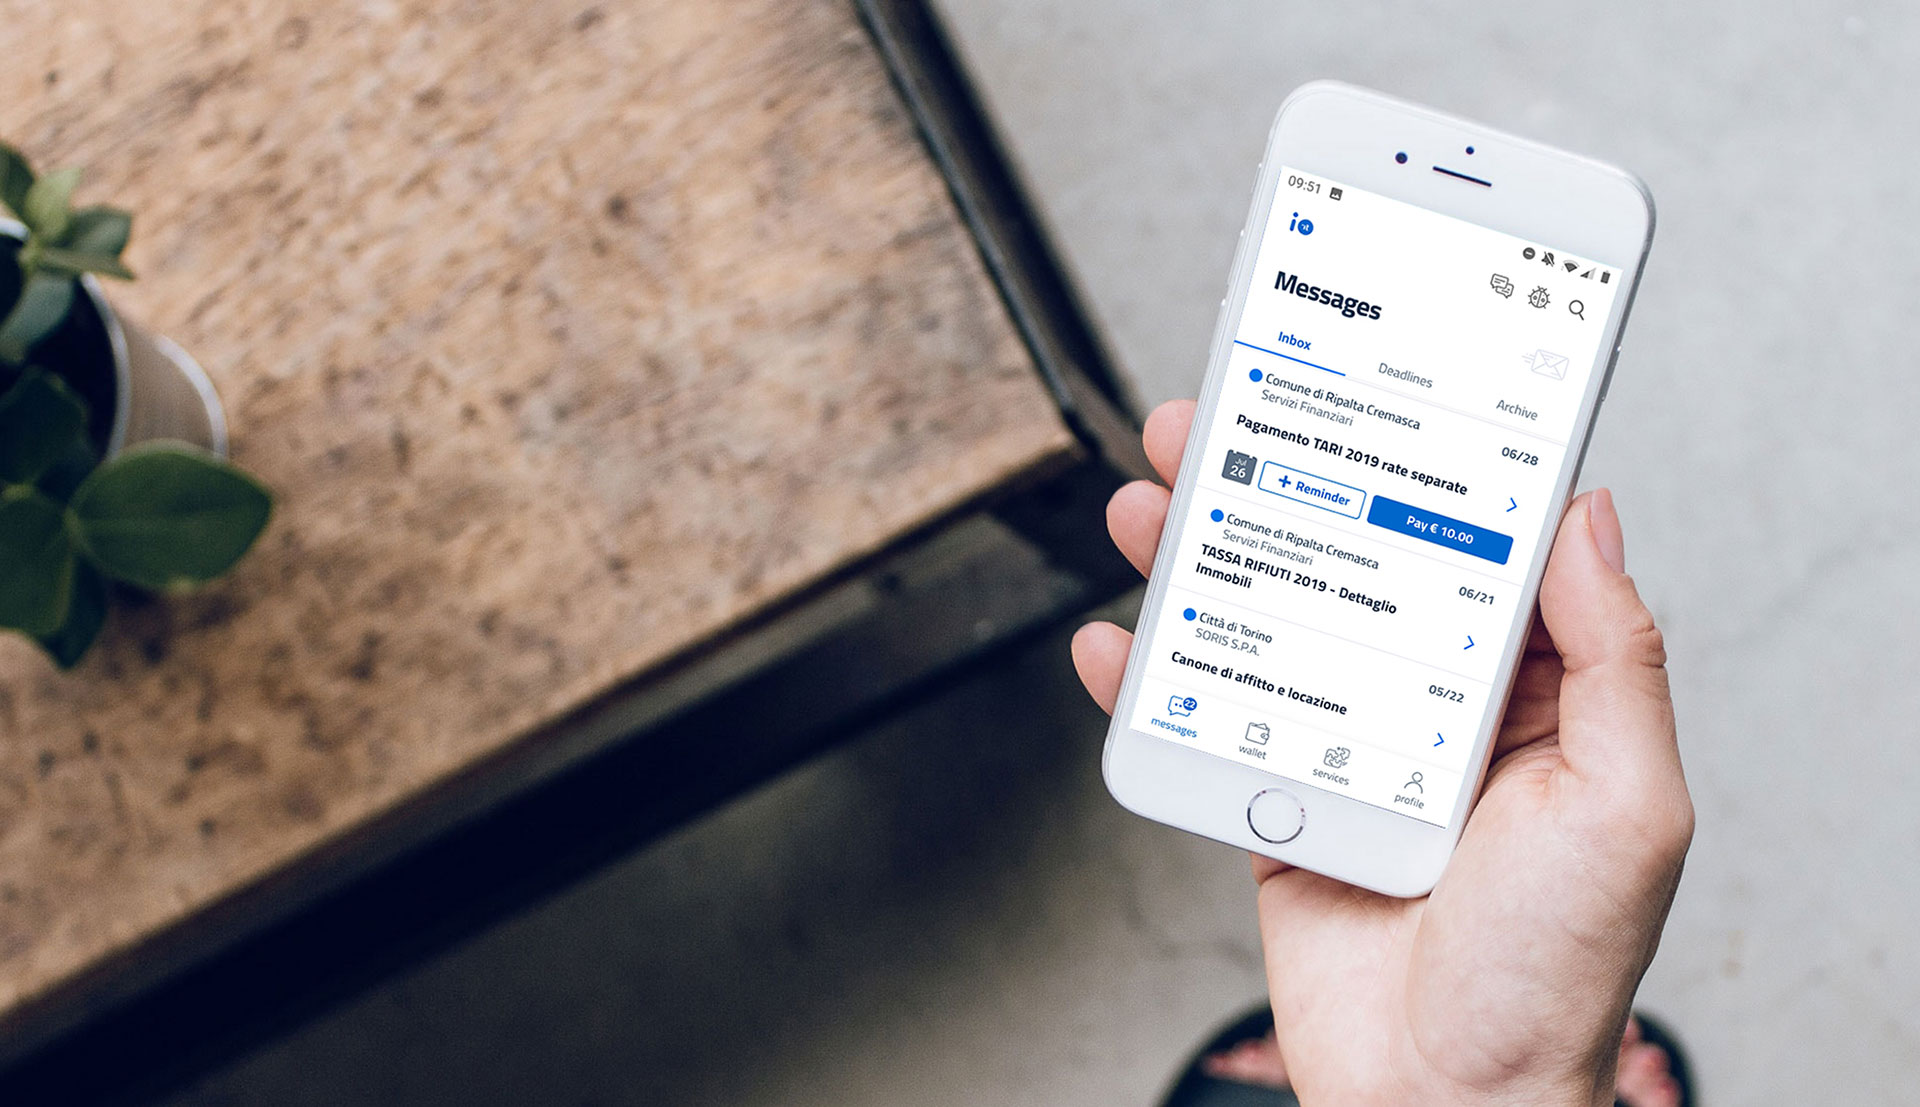 09:51
io
Messages
Inbox
Deadlines
Archive
Comune di Ripalta Cremasca
Servizi Finanziari
06/28
Pagamento TARI 2019 rate separate
Jul
26
+ Reminder
Pay € 10.00
Comune di Ripalta Cremasca
Servizi Finanziari
06/21
TASSA RIFIUTI 2019 - Dettaglio
Immobili
Città di Torino
SORIS S.P.A.
05/22
Canone di affitto e locazione
22
messages
wallet
services
profile